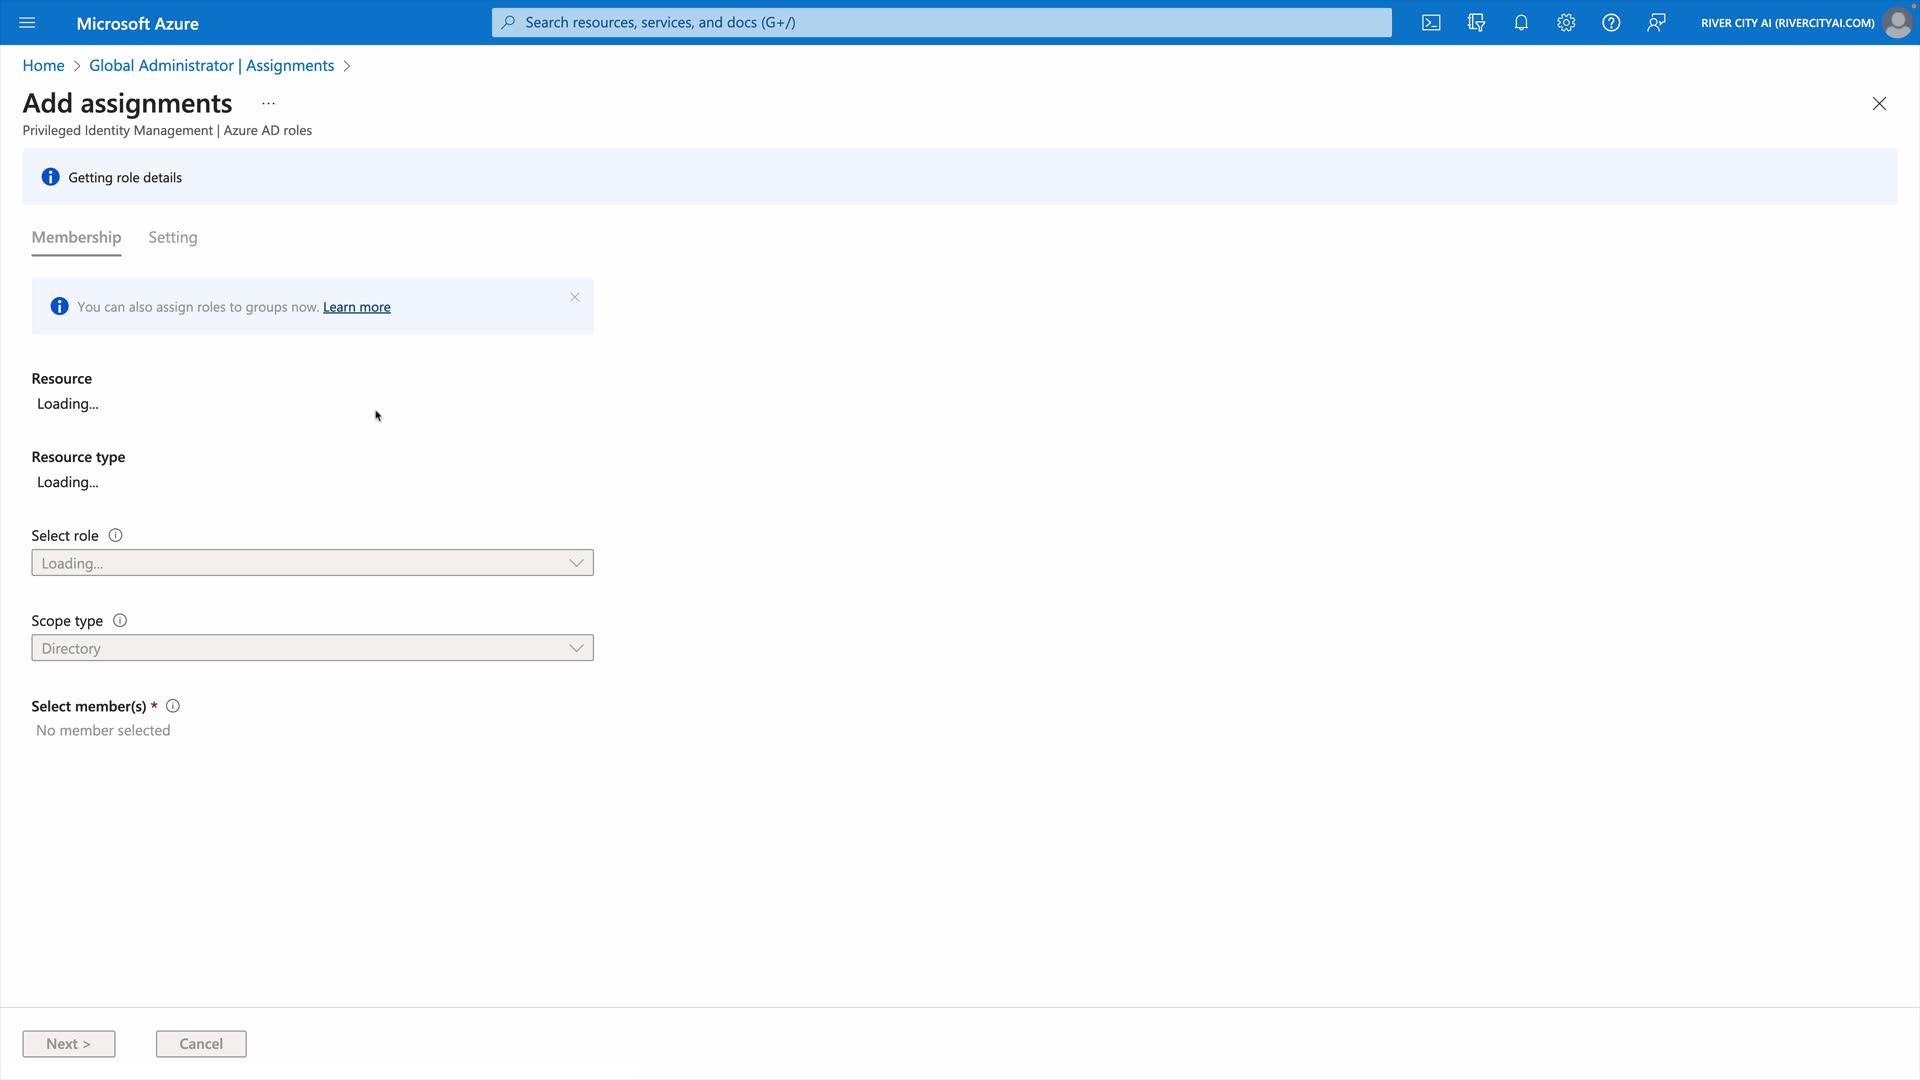 Microsoft Azure
Search resources, services, and docs (G+/)
RIVER CITY AI (RIVERCITYAI.COM)
Home > Global Administrator | Assignments >
Add assignments ...
Privileged Identity Management | Azure AD roles
Getting role details
Membership Setting
You can also assign roles to groups now. Learn more
Resource
Loading...
Resource type
Loading...
Select role
Loading...
Scope type
Directory
Select member(s) *
No member selected
Next > Cancel